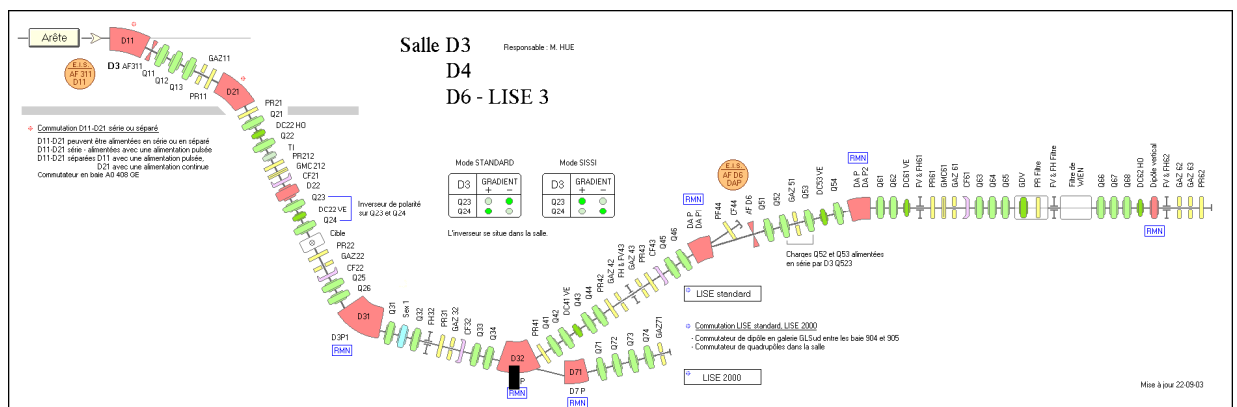 Arête
D11
E.I.S.
AF 311
D11
D3 AF311
Q11
Q12
Q13
PR11
GAZ11
D21
Salle D3
Responsable : M. HUE
D4
D6 - LISE 3
Commutation D11-D21 série ou séparé
D11-D21 peuvent être alimentées en série ou en séparé
D11-D21 série - alimentées avec une alimentation pulsée
D11-D21 séparées D11 avec une alimentation pulsée,
D21 avec une alimentation continue
Commutateur en baie A0 408 GE
PR21
Q21
DC22 HO
Q22
TI
PR212
GMC 212
CF21
D22
Q23
DC22 VE
Q24
Cible
PR22
GAZ22
CF22
Q25
Q26
Inverseur de polarité
sur Q23 et Q24
Mode STANDARD
D3 GRADIENT
+ −
Q23
Q24
Mode SISSI
D3 GRADIENT
+ −
Q23
Q24
L'inverseur se situe dans la salle.
D31
D3P1
RMN
Q31
Sex 1
Q32
FH32
PR31
GAZ 32
CF32
Q33
Q34
D32
P
RMN
PR41
Q41
Q42
DC41 VE
Q43
Q44
PR42
GAZ 42
FH & FV43
GAZ 43
PR43
CF43
Q45
Q46
D71
D7 P
RMN
Q71
Q72
Q73
Q74
GAZ71
RMN
DA P
DA P1
PF44
CF44
AF D6
E.I.S.
AF D6
DAP
Q51
Q52
GAZ 51
Q53
DC53 VE
Q54
Charges Q52 et Q53 alimentées
en série par D3 Q523
RMN
DA P
DA P2
Q61
Q62
DC61 VE
FV & FH61
PR61
GMC61
GAZ 61
CF61
Q63
Q64
Q65
GDV
PR Filtre
FV & FH Filtre
Filtre de
WIEN
Q66
Q67
Q68
DC62 HO
Dipôle vertical
RMN
FV & FH62
GAZ 62
GAZ 63
PR62
LISE standard
Commutation LISE standard, LISE 2000
- Commutateur de dipôle en galerie GLSud entre les baie 904 et 905
- Commutateur de quadrupôles dans la salle
LISE 2000
Mise à jour 22-09-03